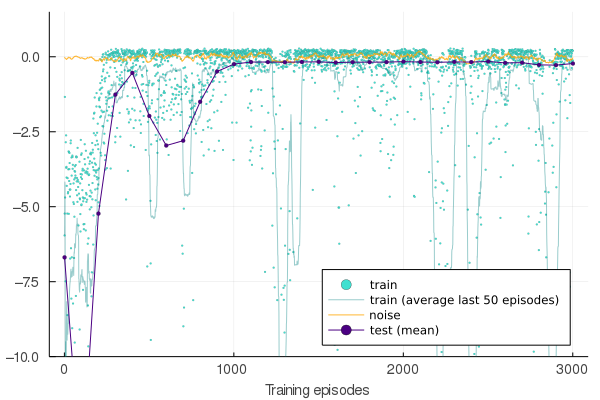 0.0
−2.5
−5.0
−7.5
−10.0
train
train (average last 50 episodes)
noise
test (mean)
0 1000 2000 3000
Training episodes